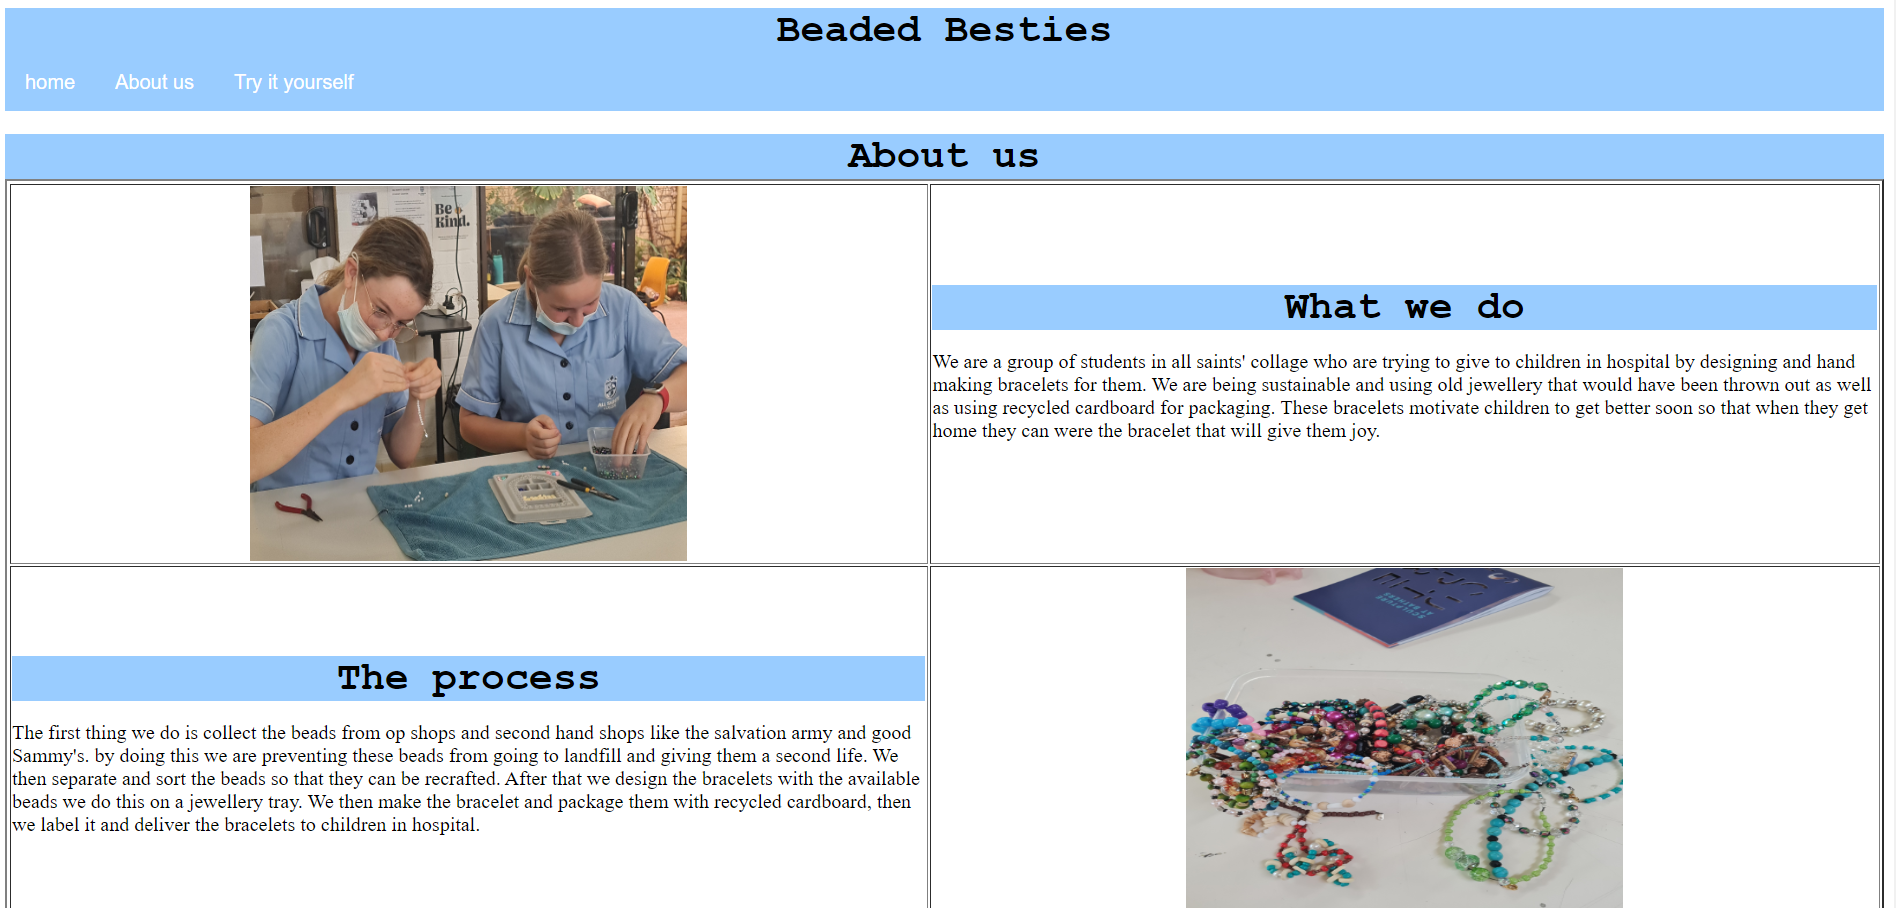 Beaded Besties
home About us Try it yourself
About us
Be
Kind.
What we do
We are a group of students in all saints' collage who are trying to give to children in hospital by designing and hand
making bracelets for them. We are being sustainable and using old jewellery that would have been thrown out as well
as using recycled cardboard for packaging. These bracelets motivate children to get better soon so that when they get
home they can were the bracelet that will give them joy.
The process
The first thing we do is collect the beads from op shops and second hand shops like the salvation army and good
Sammy's. by doing this we are preventing these beads from going to landfill and giving them a second life. We
then separate and sort the beads so that they can be recrafted. After that we design the bracelets with the available
beads we do this on a jewellery tray. We then make the bracelet and package them with recycled cardboard, then
we label it and deliver the bracelets to children in hospital.